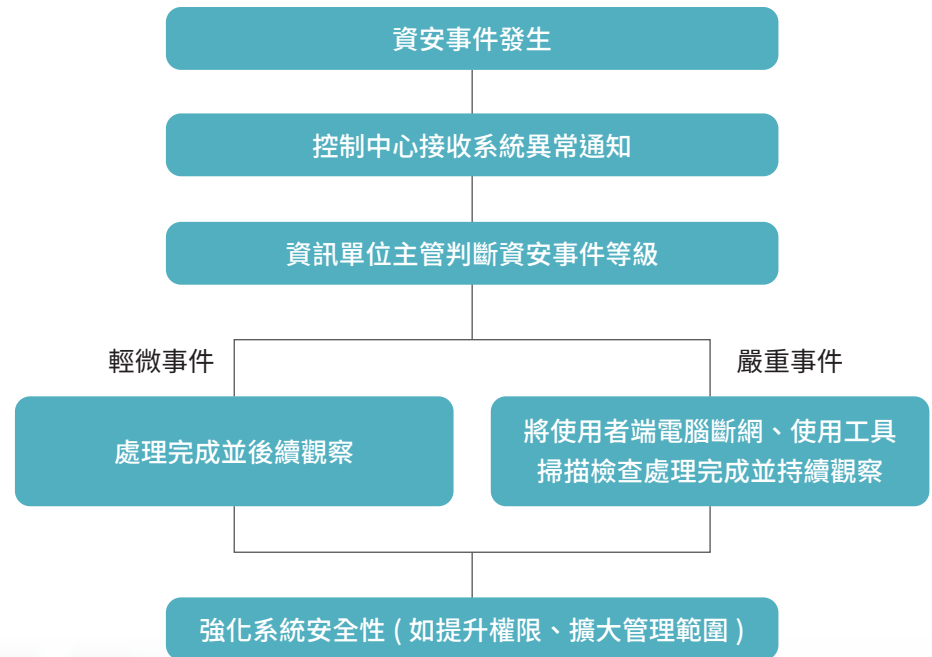 資安事件發生
控制中心接收系統異常通知
資訊單位主管判斷資安事件等級
輕微事件
嚴重事件
處理完成並後續觀察
將使用者端電腦斷網、使用工具
掃描檢查處理完成並持續觀察
強化系統安全性 ( 如提升權限、擴大管理範圍 )